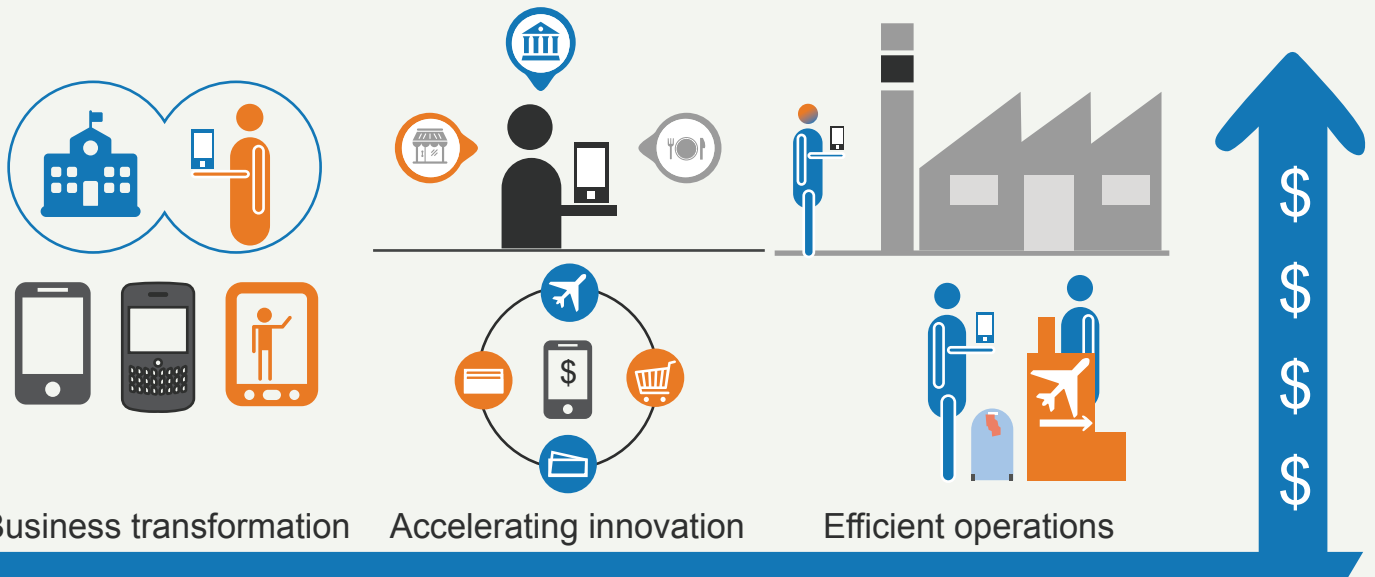 $
$
$
$
$
Business transformation
Accelerating innovation
Efficient operations